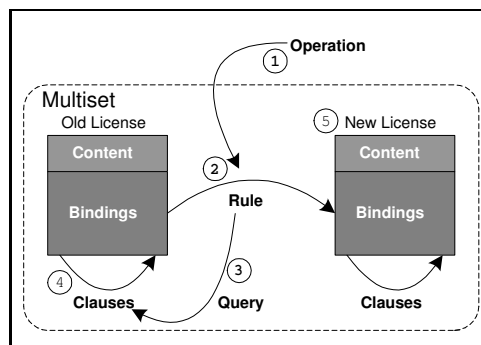 Operation
1
Multiset
Old License
5 New License
Content
Content
2
Bindings
Bindings
Rule
3
4
Clauses
Query
Clauses